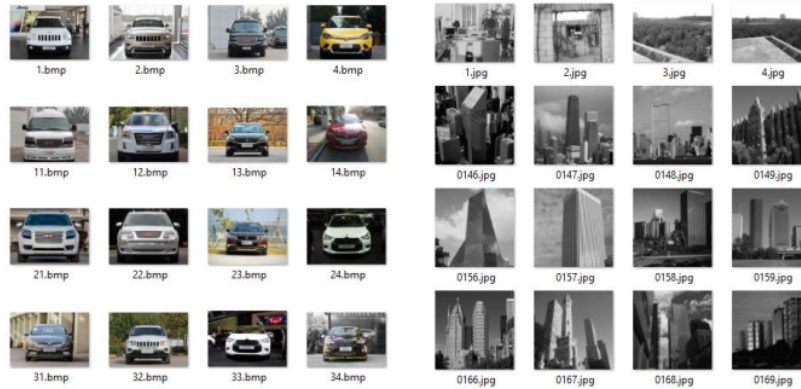 1.bmp 2.bmp 3.bmp 4.bmp
11.bmp 12.bmp 13.bmp 14.bmp
21.bmp 22.bmp 23.bmp 24.bmp
31.bmp 32.bmp 33.bmp 34.bmp
1.jpg 2.jpg 3.jpg 4.jpg
0146.jpg 0147.jpg 0148.jpg 0149.jpg
0156.jpg 0157.jpg 0158.jpg 0159.jpg
0166.jpg 0167.jpg 0168.jpg 0169.jpg